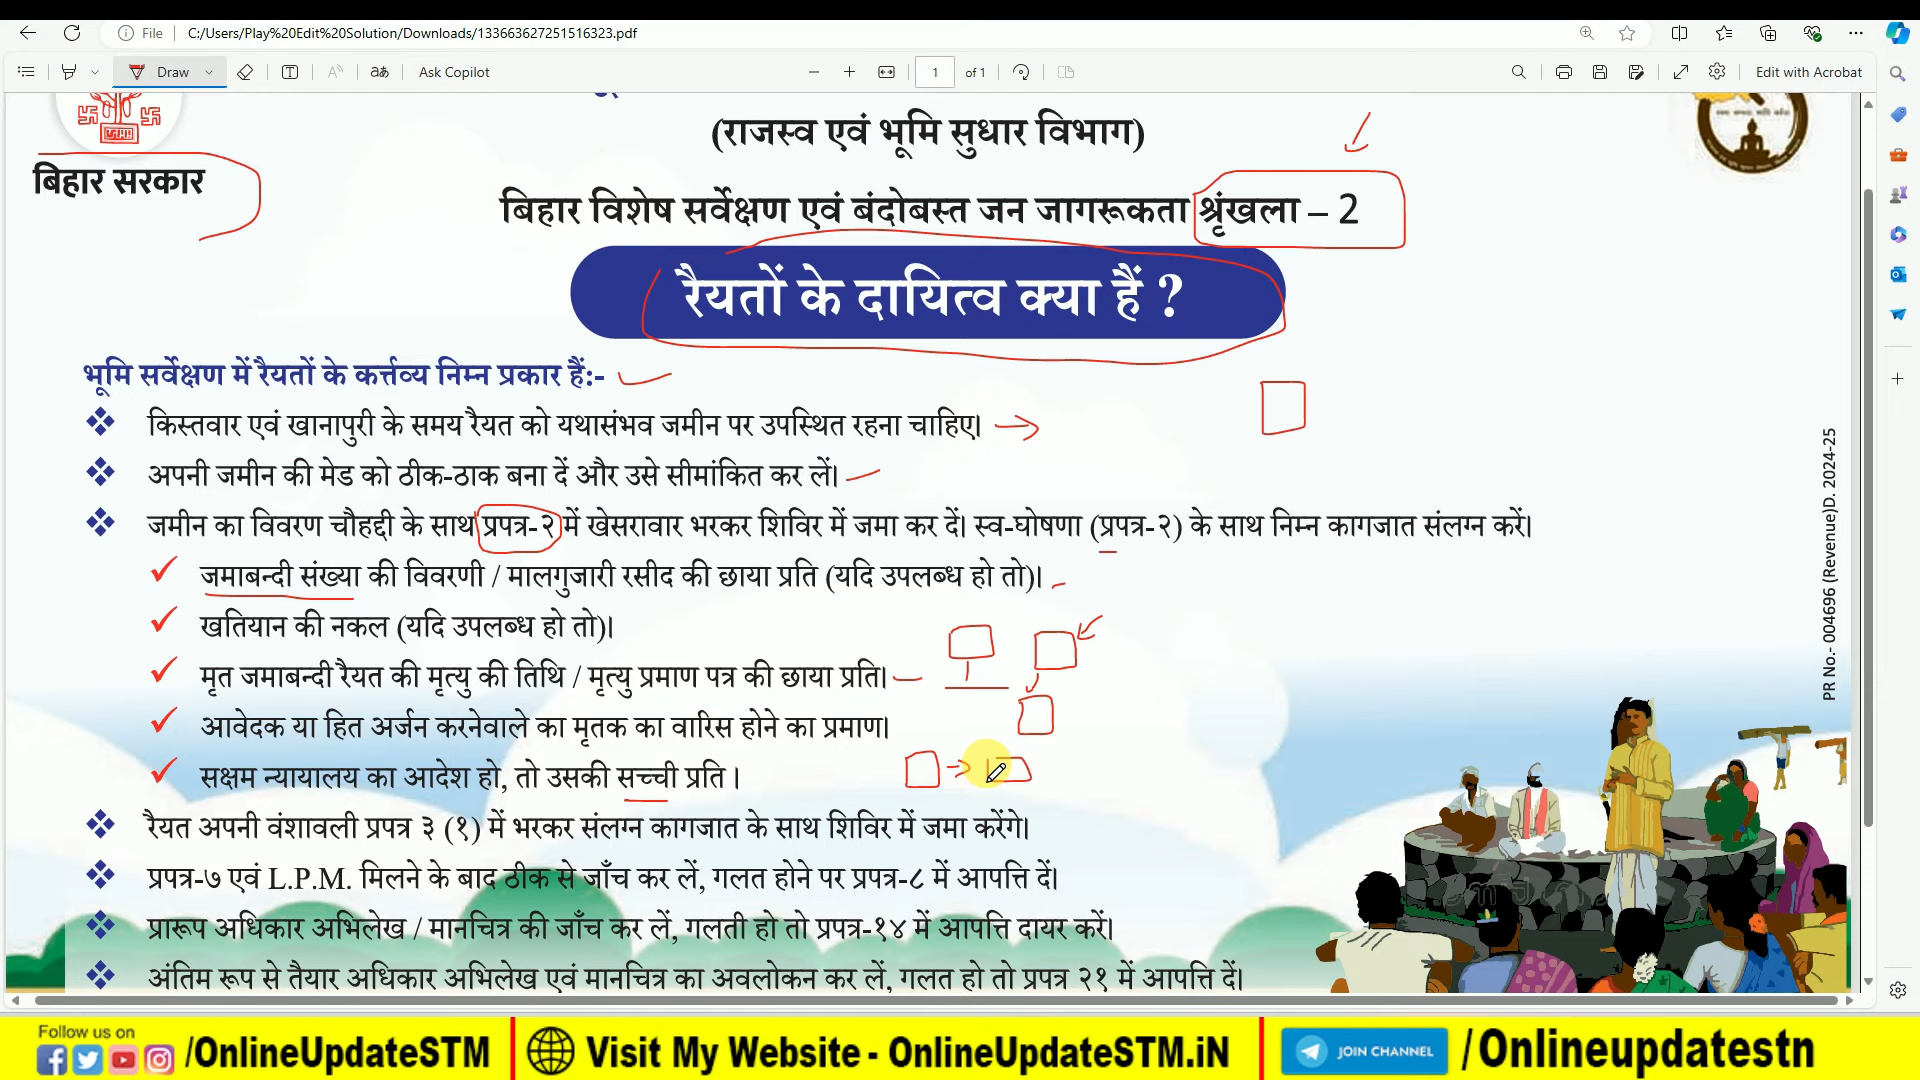 File
C:/Users/Play%20Edit%20Solution/Downloads/133663627251516323.pdf
Draw
aあ
Ask Copilot
1 of 1
Edit with Acrobat
(राजस्व एवं भूमि सुधार विभाग)
बिहार सरकार
बिहार विशेष सर्वेक्षण एवं बंदोबस्त जन जागरूकता श्रृंखला – 2
रैयतों के दायित्व क्या हैं ?
भूमि सर्वेक्षण में रैयतों के कर्त्तव्य निम्न प्रकार हैं:-
किस्तवार एवं खानापुरी के समय रैयत को यथासंभव जमीन पर उपस्थित रहना चाहिए।
अपनी जमीन की मेड को ठीक-ठाक बना दें और उसे सीमांकित कर लें।
जमीन का विवरण चौहद्दी के साथ प्रपत्र-२ में खेसरावार भरकर शिविर में जमा कर दें। स्व-घोषणा (प्रपत्र-२) के साथ निम्न कागजात संलग्न करें।
जमाबन्दी संख्या की विवरणी / मालगुजारी रसीद की छाया प्रति (यदि उपलब्ध हो तो)।
खतियान की नकल (यदि उपलब्ध हो तो)।
मृत जमाबन्दी रैयत की मृत्यु की तिथि / मृत्यु प्रमाण पत्र की छाया प्रति।
आवेदक या हित अर्जन करनेवाले का मृतक का वारिस होने का प्रमाण।
सक्षम न्यायालय का आदेश हो, तो उसकी सच्ची प्रति ।
रैयत अपनी वंशावली प्रपत्र ३ (१) में भरकर संलग्न कागजात के साथ शिविर में जमा करेंगे।
प्रपत्र-७ एवं L.P.M. मिलने के बाद ठीक से जाँच कर लें, गलत होने पर प्रपत्र-८ में आपत्ति दें।
प्रारूप अधिकार अभिलेख / मानचित्र की जाँच कर लें, गलती हो तो प्रपत्र-१४ में आपत्ति दायर करें।
अंतिम रूप से तैयार अधिकार अभिलेख एवं मानचित्र का अवलोकन कर लें, गलत हो तो प्रपत्र २१ में आपत्ति दें।
PR No.- 004696 (Revenue)D. 2024-25
Follow us on
/OnlineUpdateSTM
Visit My Website - OnlineUpdateSTM.iN
JOIN CHANNEL
/Onlineupdatestn